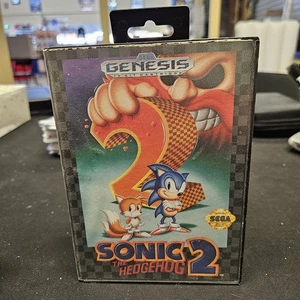 GENESIS
2
SEGA
SONIC
THE
HEDGEHOG 2